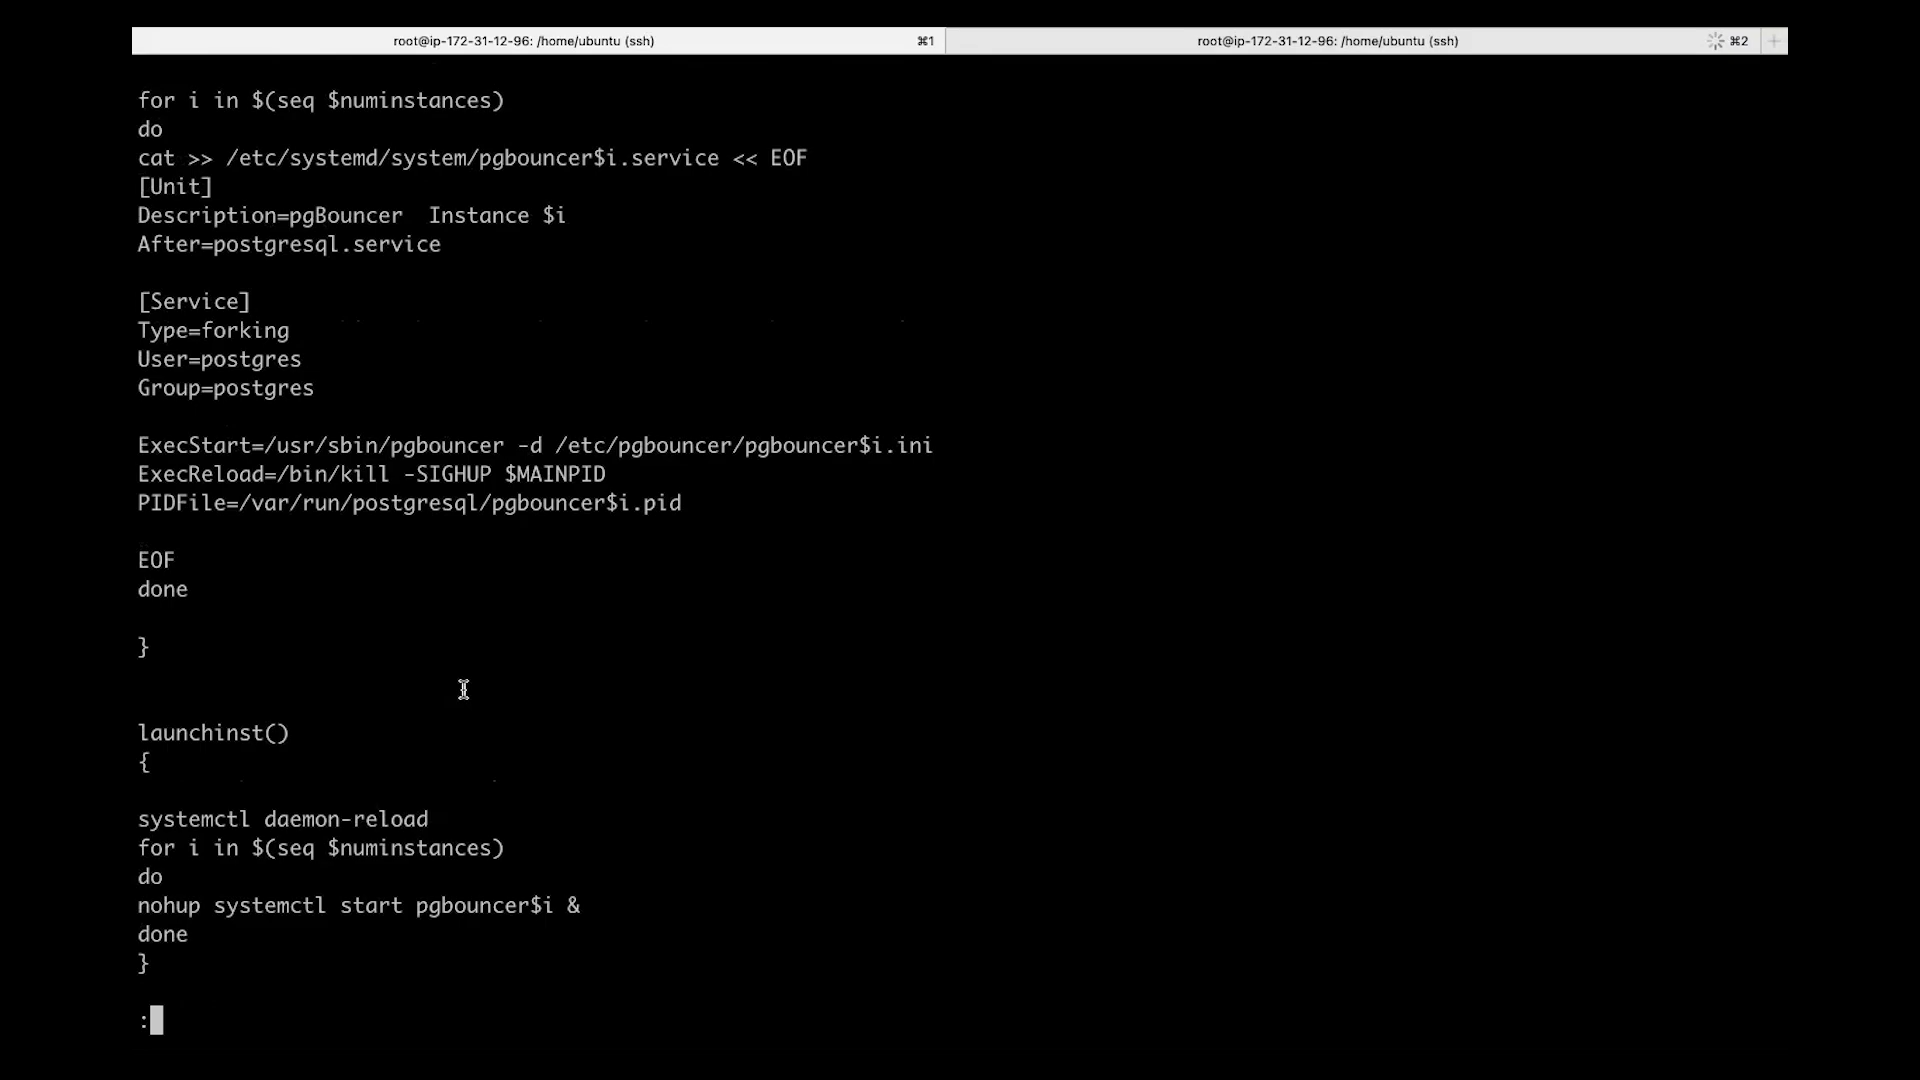 root@ip-172-31-12-96: /home/ubuntu (ssh) ⌘1 root@ip-172-31-12-96: /home/ubuntu (ssh) ⌘2 +
for i in $(seq $numinstances)
do
cat >> /etc/systemd/system/pgbouncer$i.service << EOF
[Unit]
Description=pgBouncer  Instance $i
After=postgresql.service
[Service]
Type=forking
User=postgres
Group=postgres
ExecStart=/usr/sbin/pgbouncer -d /etc/pgbouncer/pgbouncer$i.ini
ExecReload=/bin/kill -SIGHUP $MAINPID
PIDFile=/var/run/postgresql/pgbouncer$i.pid
EOF
done
}
launchinst()
{
systemctl daemon-reload
for i in $(seq $numinstances)
do
nohup systemctl start pgbouncer$i &
done
}
: